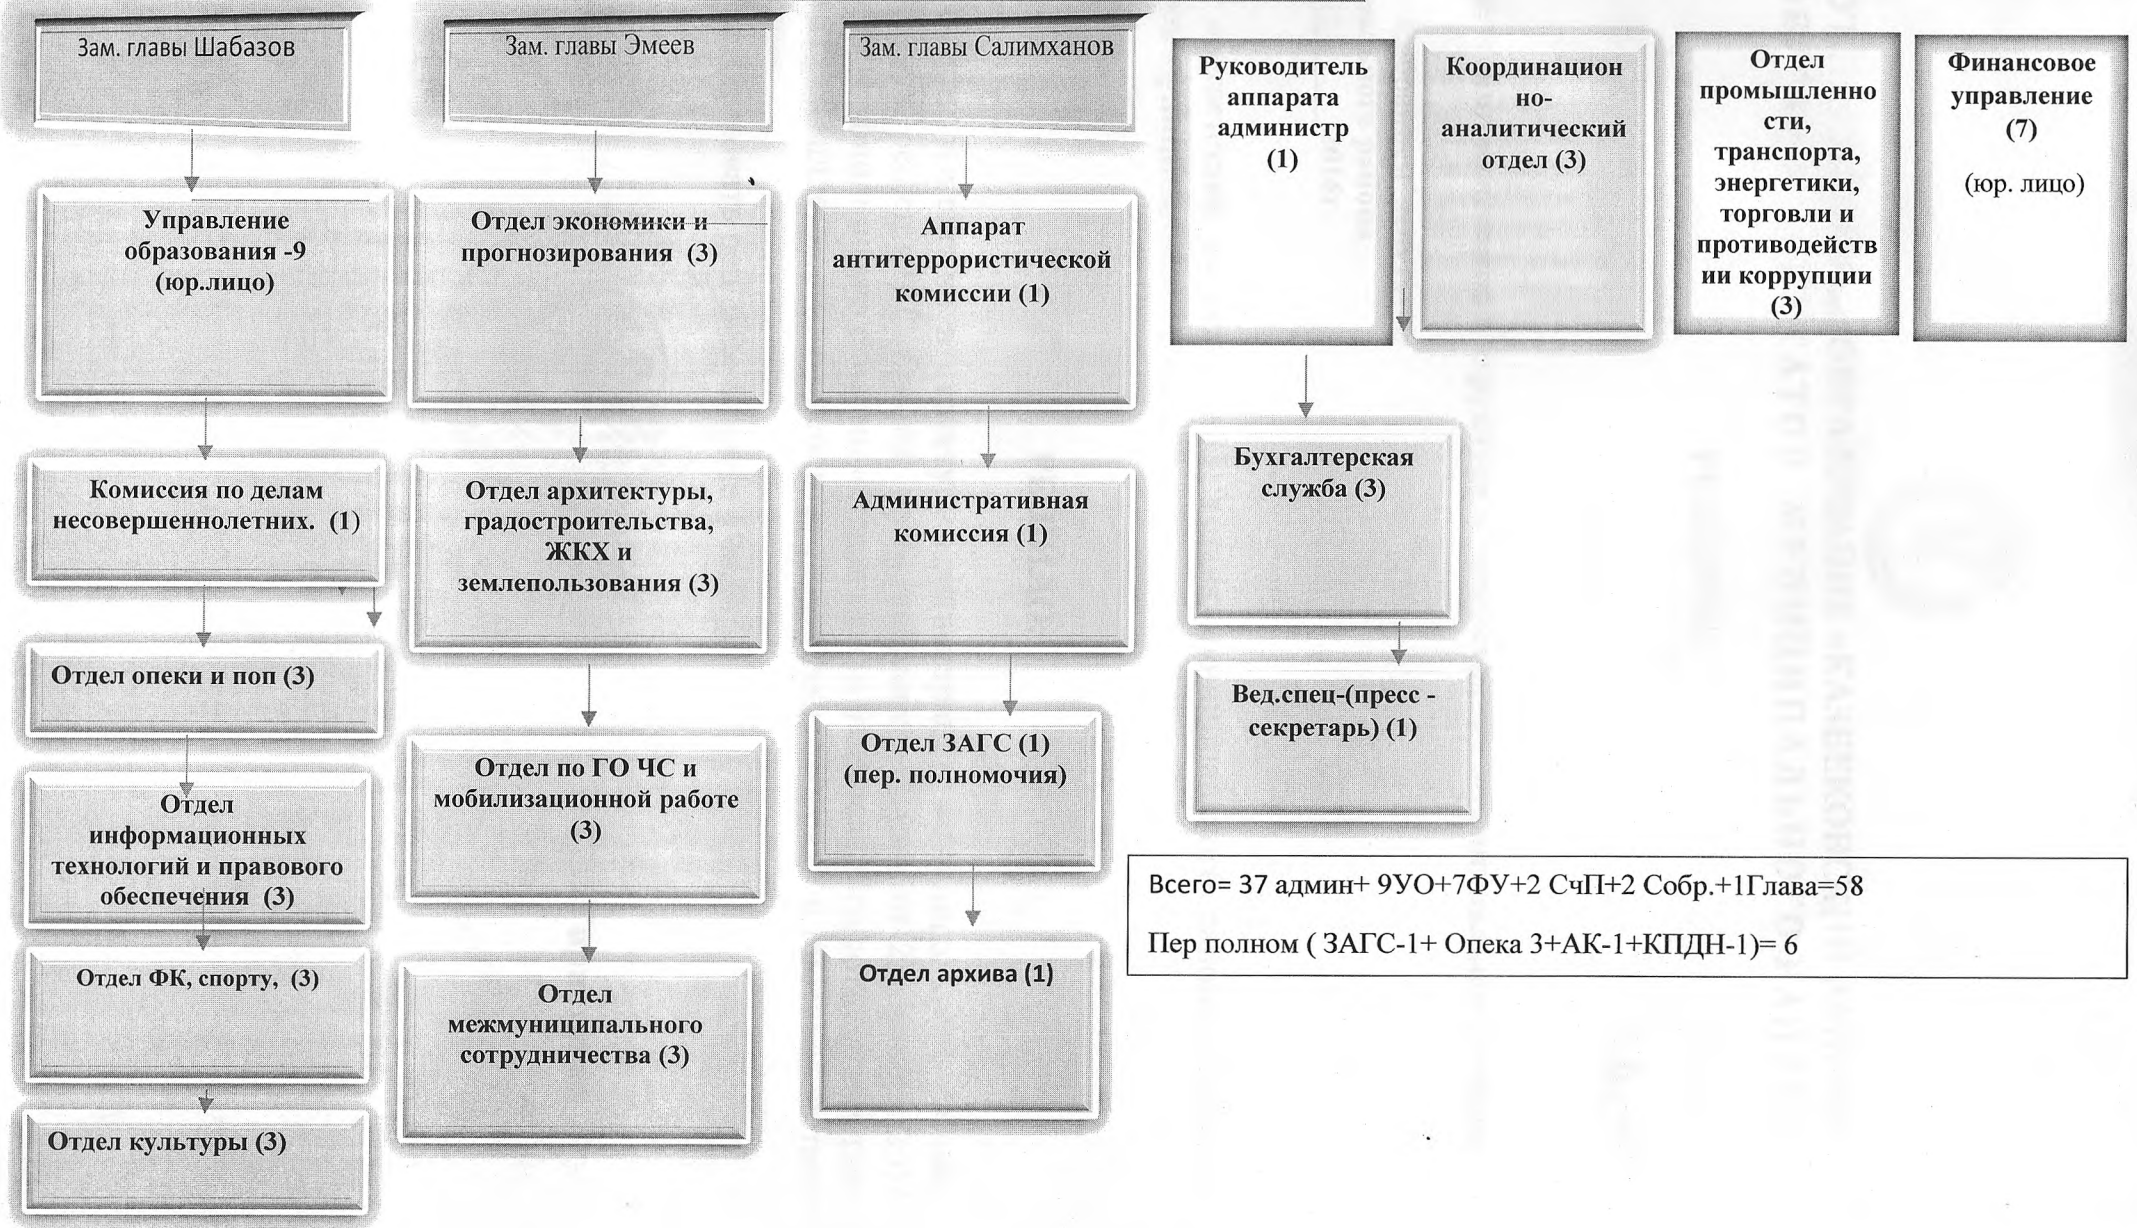 Зам. главы Шабазов
Управление
образования -9
(юр.лицо)
Комиссия по делам
несовершеннолетних. (1)
Отдел опеки и поп (3)
Отдел
информационных
технологий и правового
обеспечения (3)
Отдел ФК, спорту, (3)
Отдел культуры (3)
Зам. главы Эмеев
Отдел экономики и
прогнозирования (3)
Отдел архитектуры,
градостроительства,
ЖКХ и
землепользования (3)
Отдел по ГО ЧС и
мобилизационной работе
(3)
Отдел
межмуниципального
сотрудничества (3)
Зам. главы Салимханов
Аппарат
антитеррористической
комиссии (1)
Административная
комиссия (1)
Отдел ЗАГС (1)
(пер. полномочия)
Отдел архива (1)
Руководитель
аппарата
администр
(1)
Бухгалтерская
служба (3)
Вед.спец-(пресс -
секретарь) (1)
Координацион
но-
аналитический
отдел (3)
Отдел
промышленно
сти,
транспорта,
энергетики,
торговли и
противодейств
ии коррупции
(3)
Финансовое
управление
(7)
(юр. лицо)
Всего= 37 админ+ 9УО+7ФУ+2 СчП+2 Собр.+1Глава=58
Пер полном ( ЗАГС-1+ Опека 3+АК-1+КПДН-1)= 6